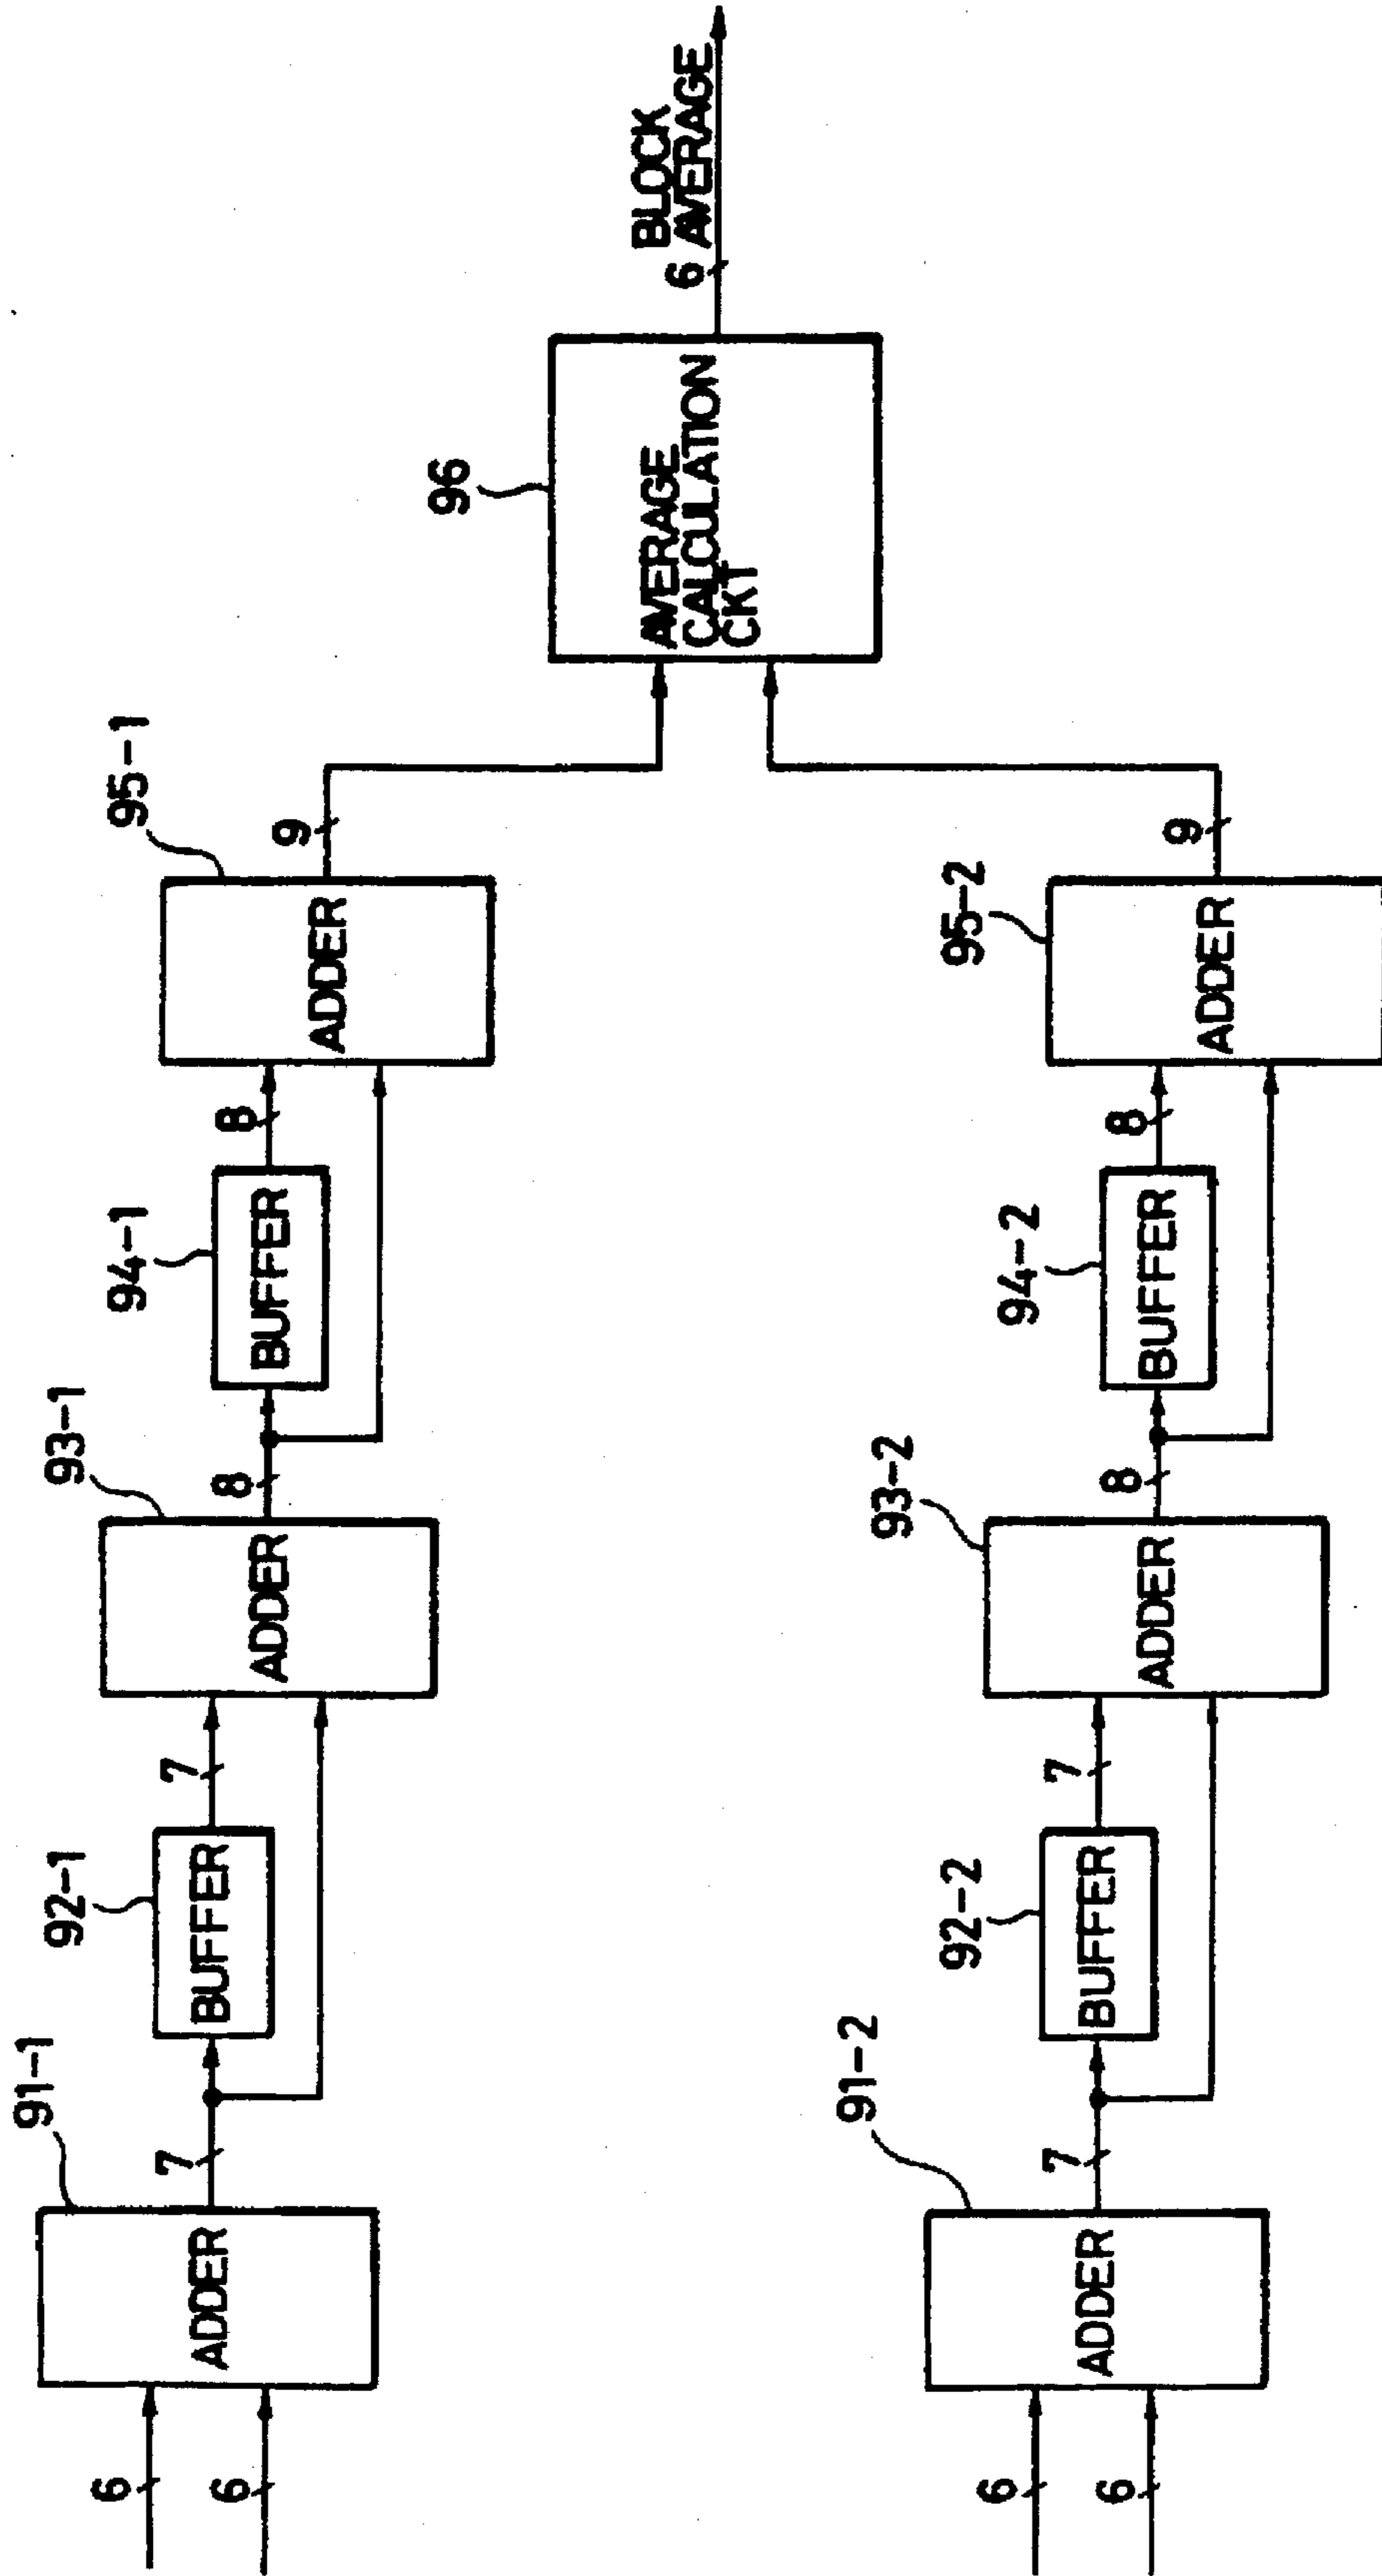 91-1
6
6
ADDER
7
92-1
BUFFER
7
93-1
ADDER
8
94-1
BUFFER
8
95-1
ADDER
9
96
AVERAGE
CALCULATION
CKT
BLOCK
AVERAGE
6
91-2
6
6
ADDER
7
92-2
BUFFER
7
93-2
ADDER
8
94-2
BUFFER
8
95-2
ADDER
9